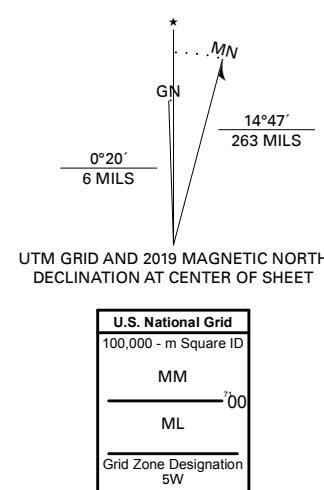 ★
MN
GN
14°47´
263 MILS
0°20´
6 MILS
UTM GRID AND 2019 MAGNETIC NORTH
DECLINATION AT CENTER OF SHEET
U.S. National Grid
100,000 - m Square ID
MM
7100
ML
Grid Zone Designation
5W